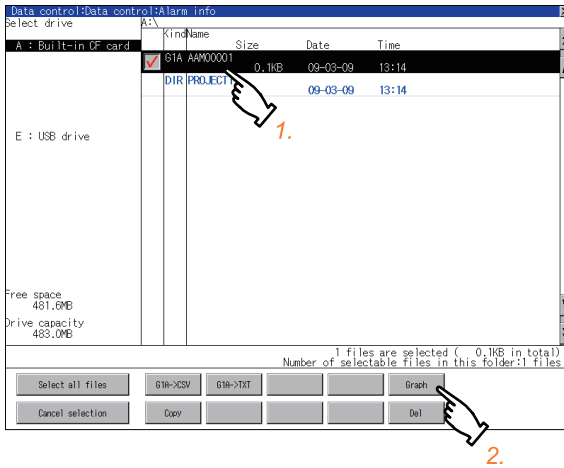 Data control:Data control:Alarm info
Select drive A:\
Kind Name
Size Date Time
A : Built-in CF card
G1A AAM00001
0.1KB 09-03-09 13:14
DIR PROJECT1
09-03-09 13:14
1.
E : USB drive
Free space
481.6MB
Drive capacity
483.0MB
1 files are selected ( 0.1KB in total)
Number of selectable files in this folder:1 files
Select all files G1A->CSV G1A->TXT Graph
Cancel selection Copy Del
2.